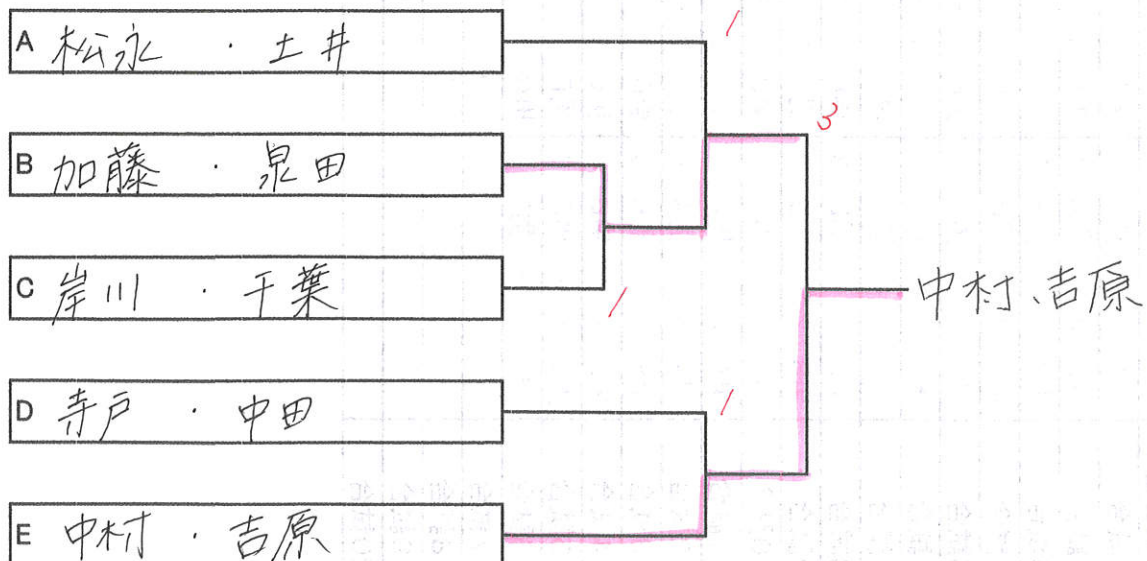 1
A 松永 ・ 土井
3
B 加藤 ・ 泉田
C 岸川 ・ 千葉
中村、吉原
1
D 寺戸 ・ 中田
1
E 中村 ・ 吉原